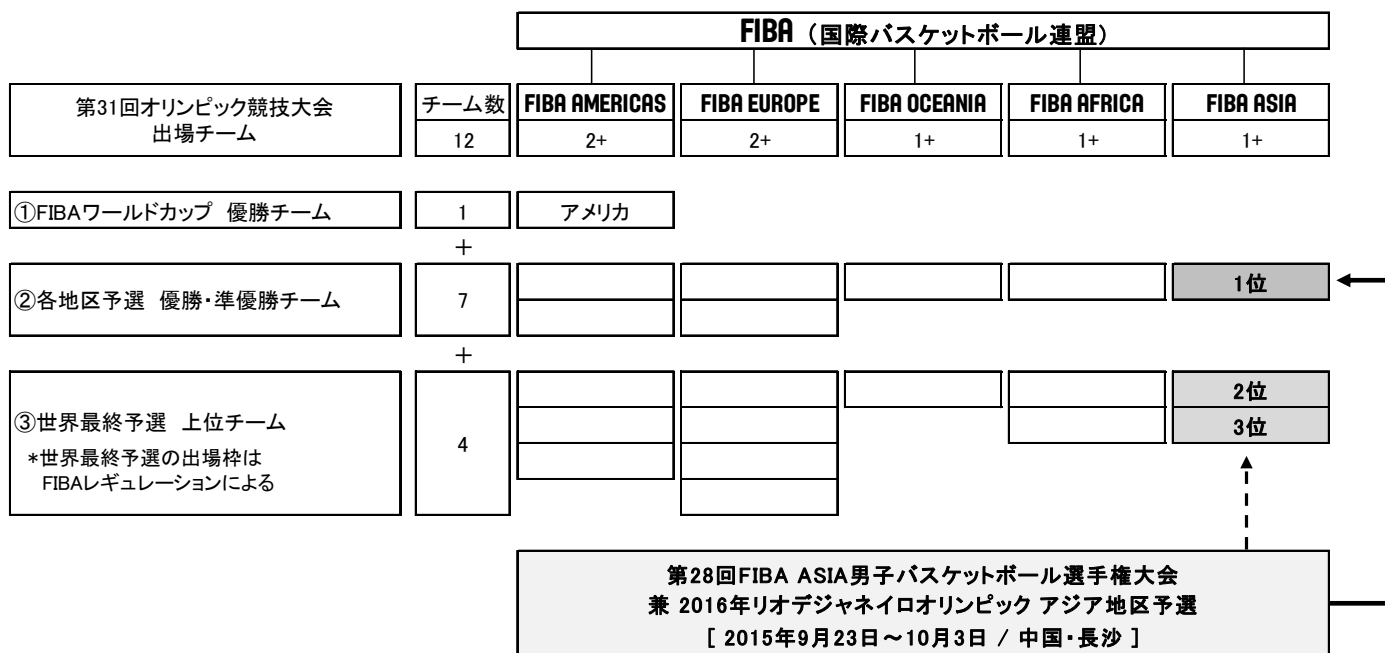 FIBA （国際バスケットボール連盟）
第31回オリンピック競技大会
出場チーム
チーム数
12
FIBA AMERICAS
2+
FIBA EUROPE
2+
FIBA OCEANIA
1+
FIBA AFRICA
1+
FIBA ASIA
1+
①FIBAワールドカップ 優勝チーム
1
アメリカ
＋
②各地区予選 優勝・準優勝チーム
7
1位
＋
③世界最終予選 上位チーム
*世界最終予選の出場枠は
FIBAレギュレーションによる
4
2位
3位
第28回FIBA ASIA男子バスケットボール選手権大会
兼 2016年リオデジャネイロオリンピック アジア地区予選
[ 2015年9月23日～10月3日 / 中国・長沙 ]